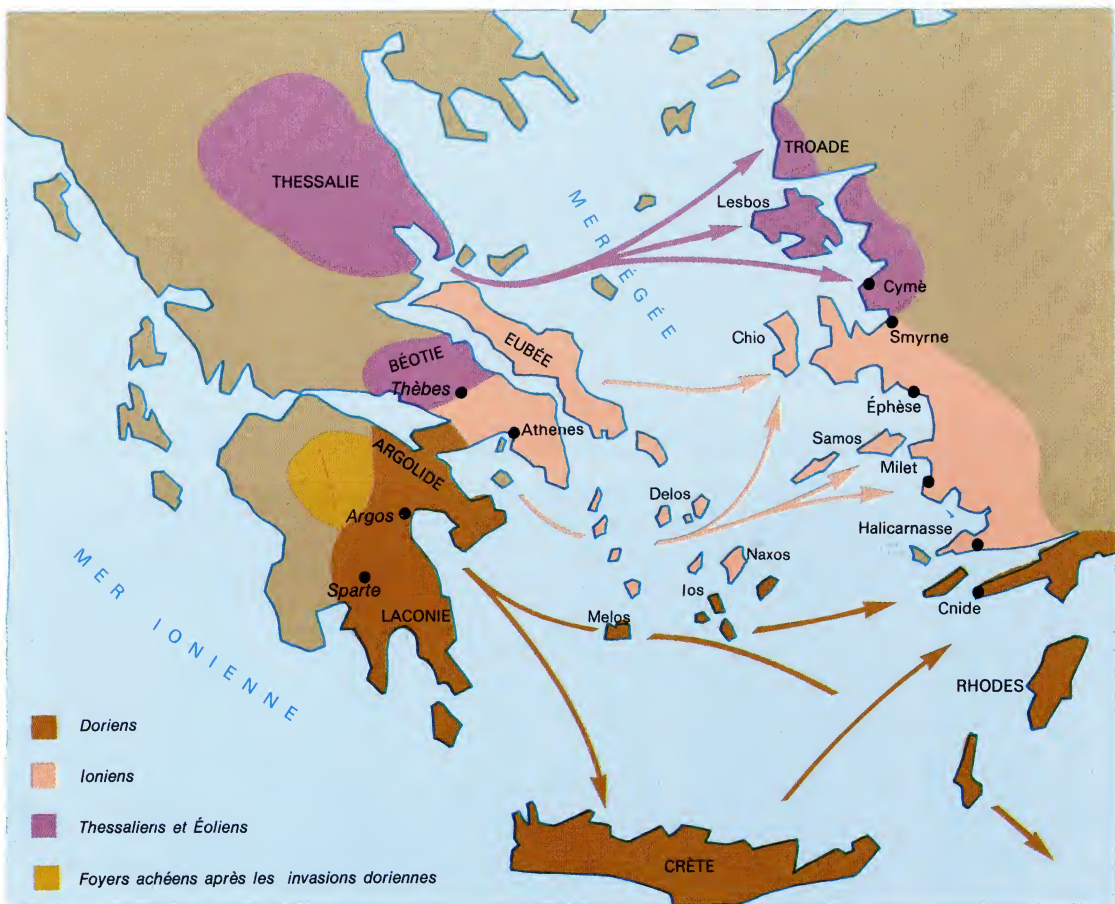 THESSALIE
TROADE
Lesbos
MER ÉGÉE
Cymè
Smyrne
Chio
EUBÉE
BÉOTIE
Thèbes
Éphèse
Athenes
ARGOLIDE
Samos
Milet
Delos
Argos
Halicarnasse
Naxos
Sparte
Ios
Cnide
LACONIE
Melos
MER IONIENNE
RHODES
Doriens
Ioniens
Thessaliens et Éoliens
CRÈTE
Foyers achéens après les invasions doriennes